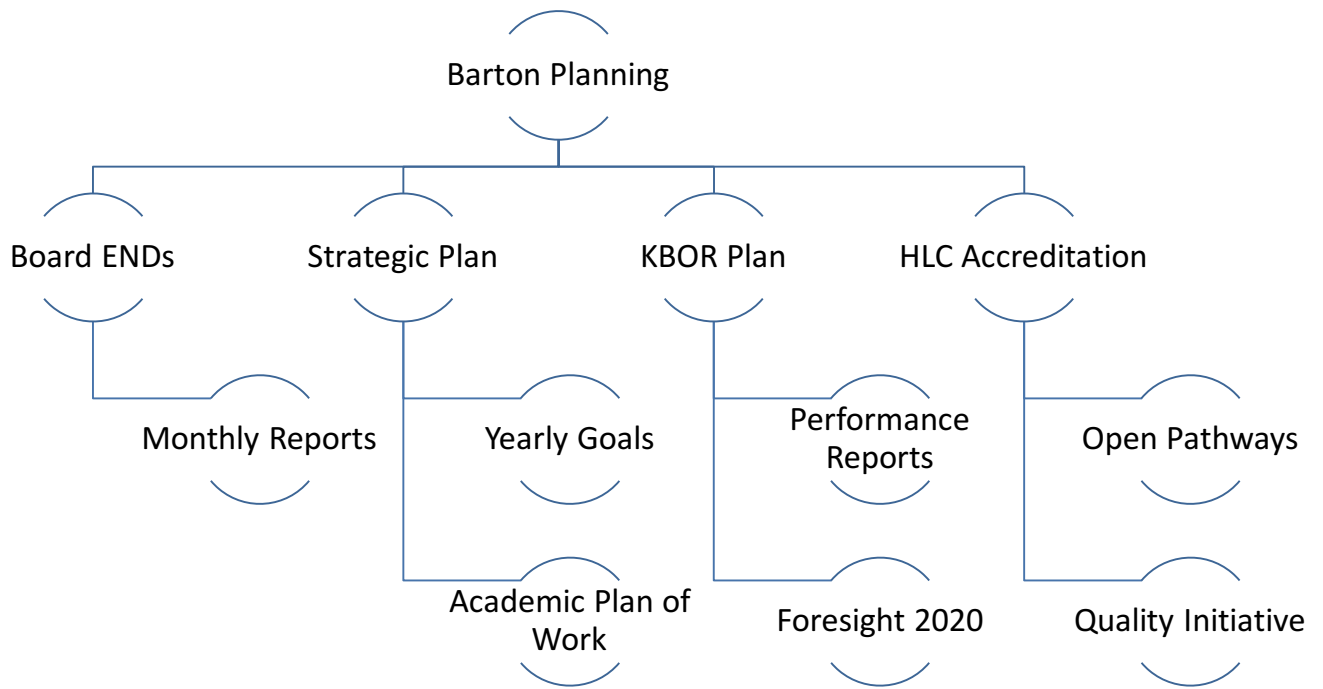 Barton Planning
Board ENDs
Strategic Plan
KBOR Plan
HLC Accreditation
Monthly Reports
Yearly Goals
Performance
Reports
Open Pathways
Academic Plan of
Work
Foresight 2020
Quality Initiative